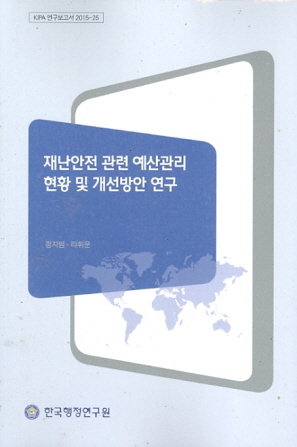 KIPA 연구보고서 2015-25
재난안전 관련 예산관리
현황 및 개선방안 연구
정지범·라휘문
한국행정연구원